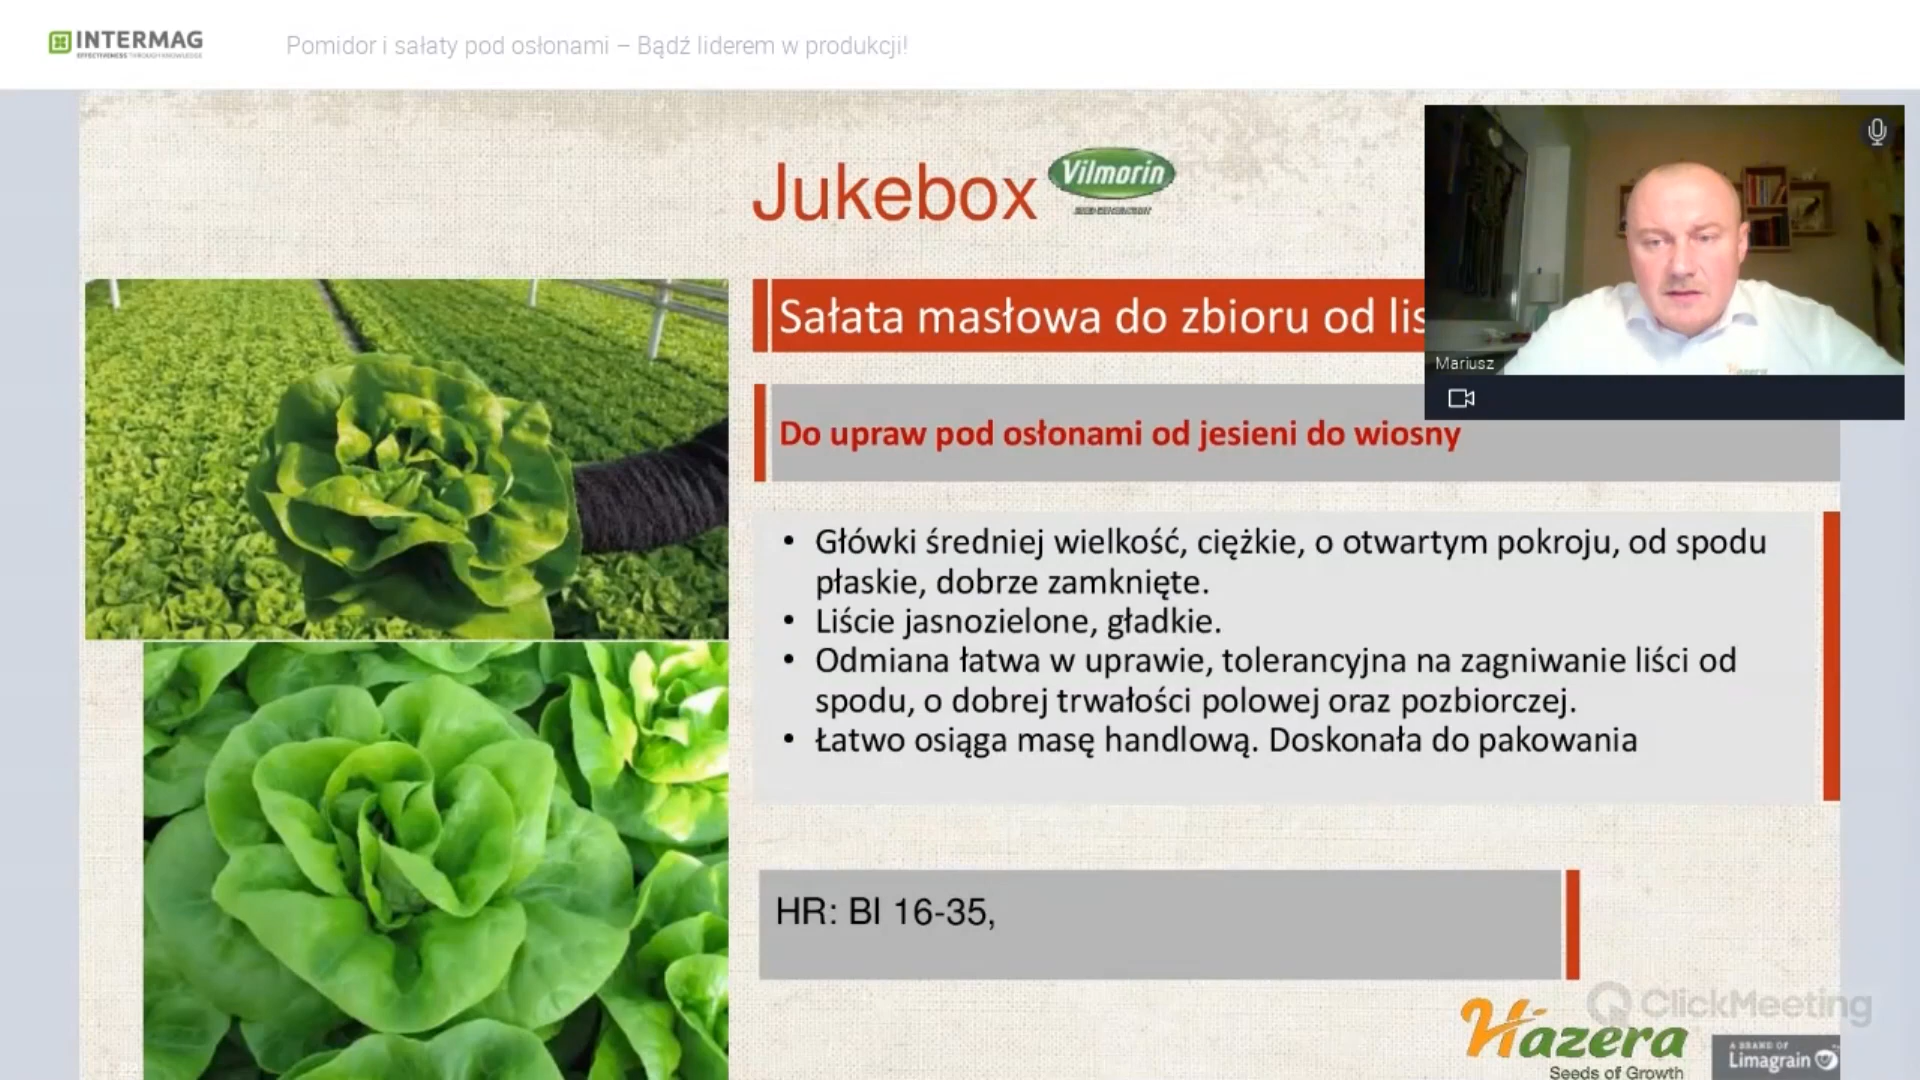 INTERMAG
EFFECTIVENESS THROUGH KNOWLEDGE
Pomidor i sałaty pod osłonami – Bądź liderem w produkcji!
Jukebox
Vilmorin
Sałata masłowa do zbioru od lis
Mariusz
Hazera
Do upraw pod osłonami od jesieni do wiosny
• Główki średniej wielkość, ciężkie, o otwartym pokroju, od spodu
płaskie, dobrze zamknięte.
• Liście jasnozielone, gładkie.
• Odmiana łatwa w uprawie, tolerancyjna na zagniwanie liści od
spodu, o dobrej trwałości polowej oraz pozbiorczej.
• Łatwo osiąga masę handlową. Doskonała do pakowania
HR: Bl 16-35,
ClickMeeting
Hazera
Seeds of Growth
A BRAND OF
Limagrain